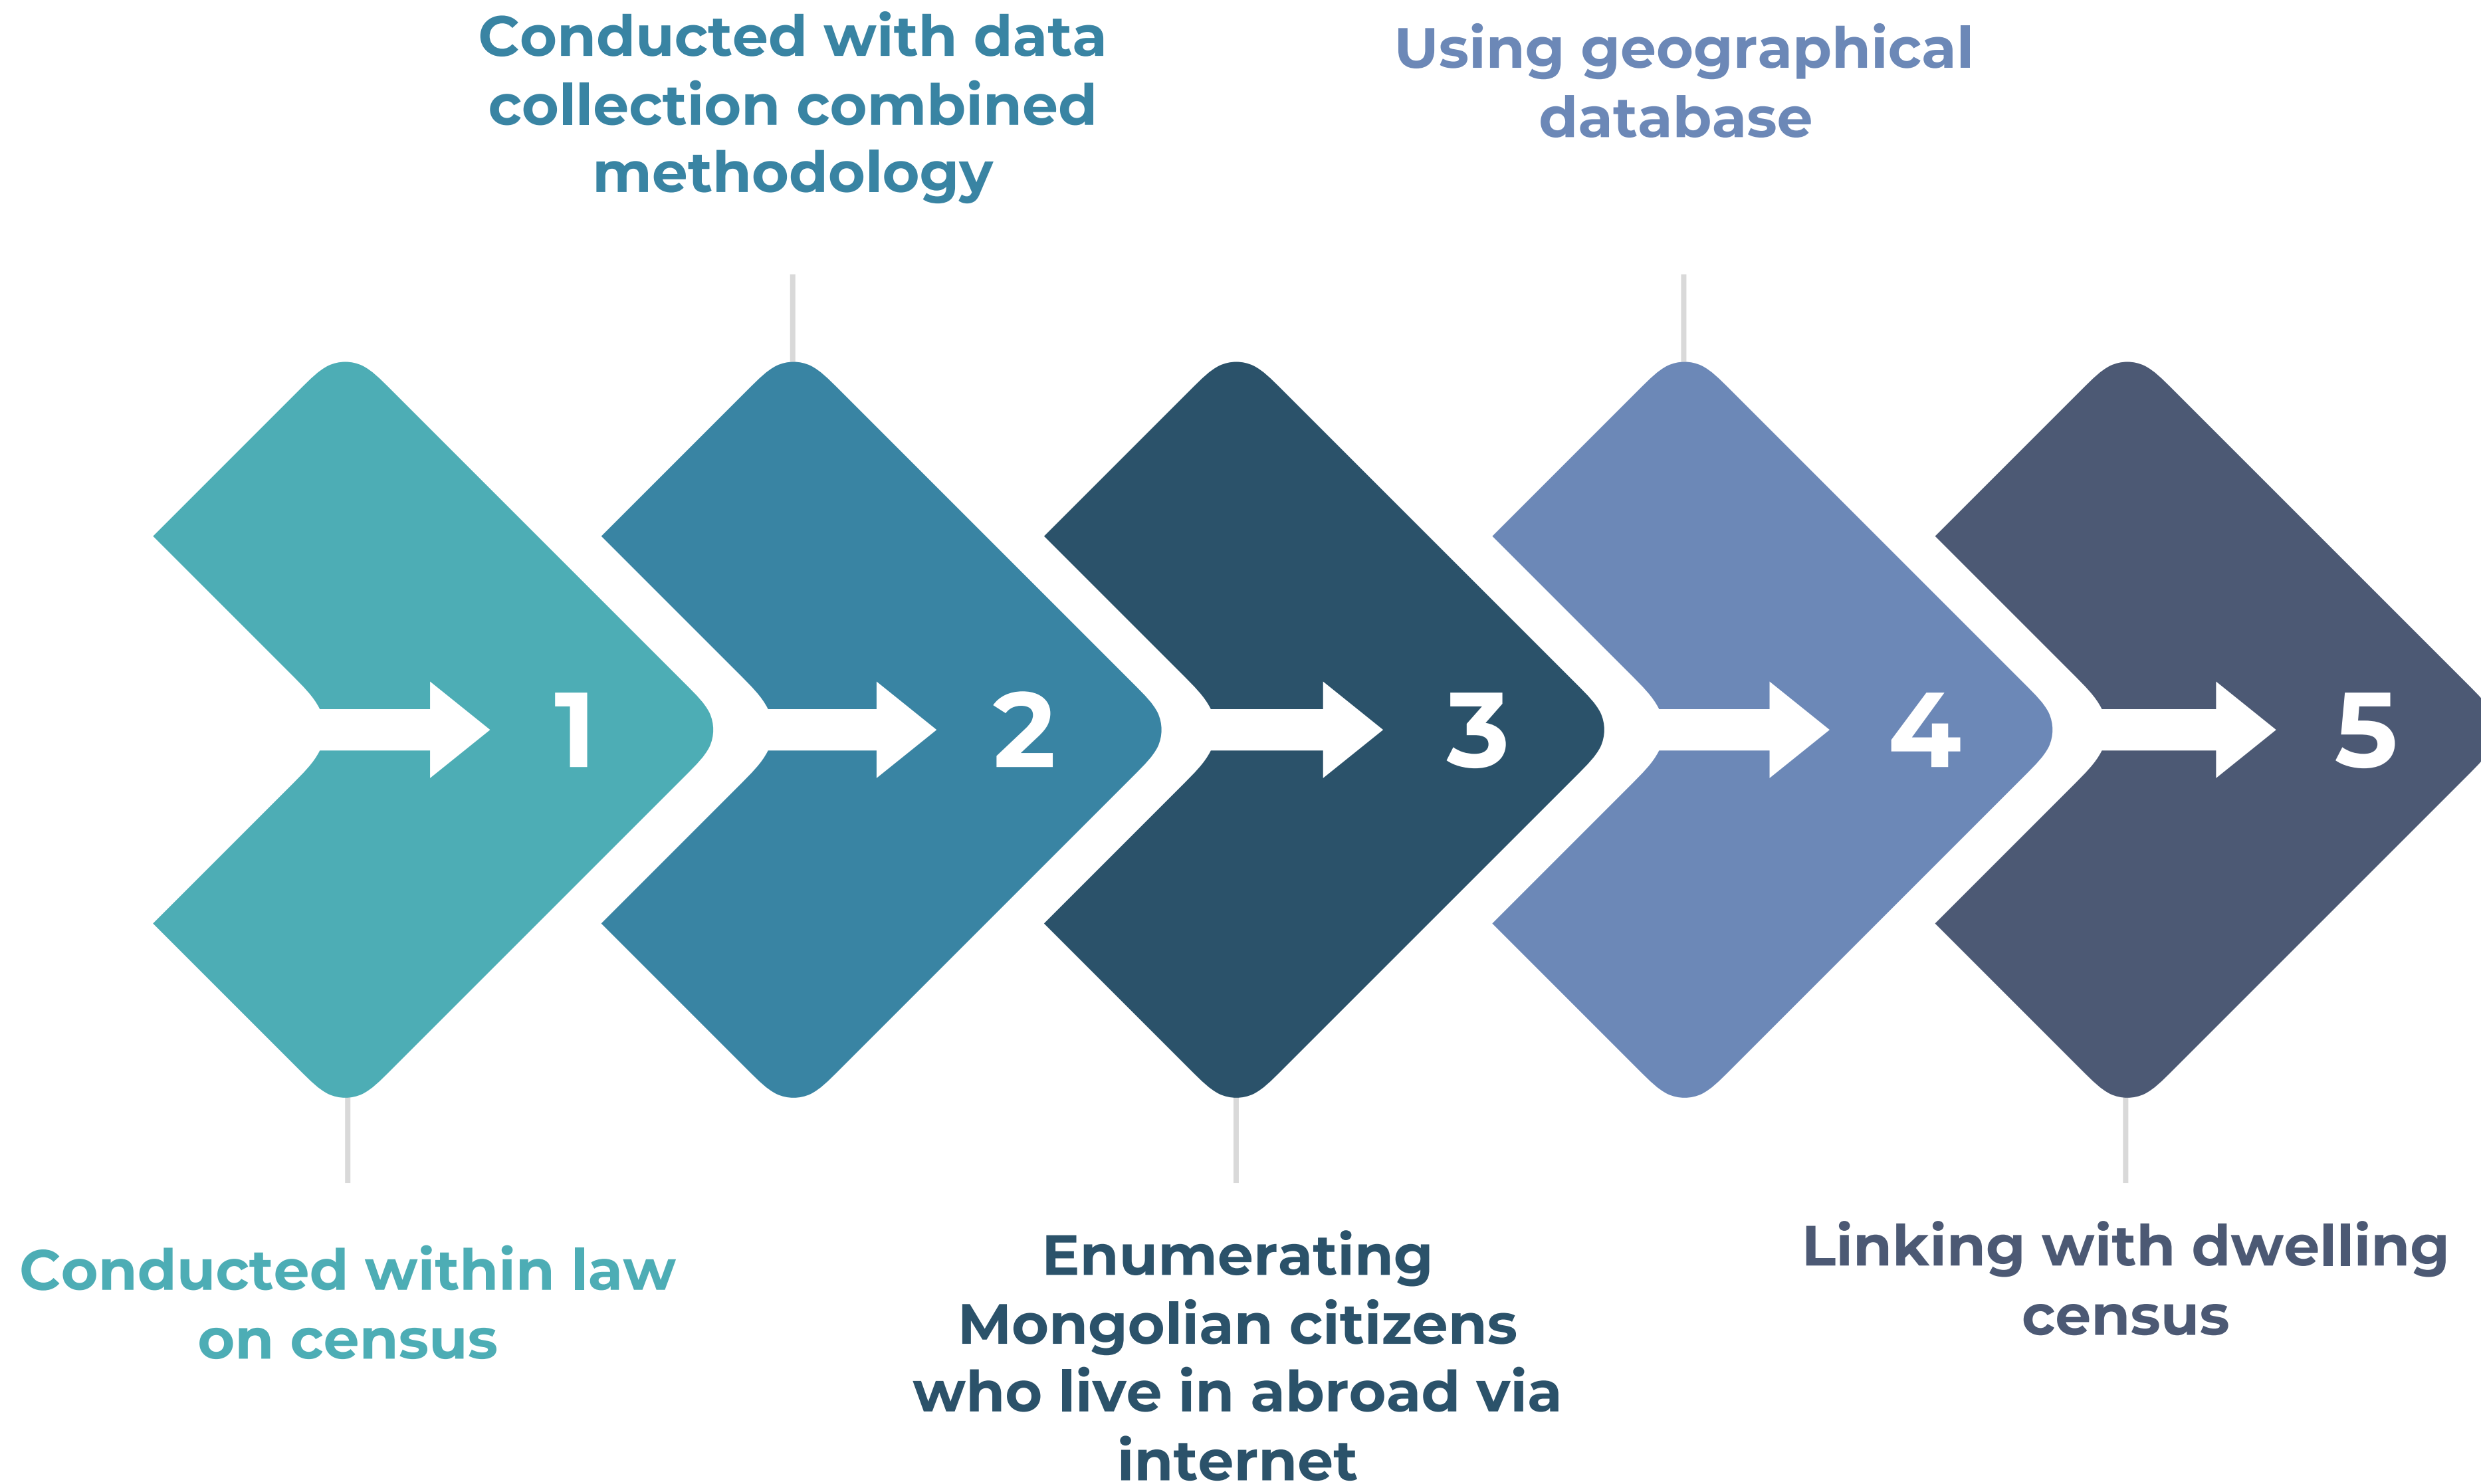 Conducted with data
collection combined
methodology
Using geographical
database
1
2
3
4
5
Conducted within law
on census
Enumerating
Mongolian citizens
who live in abroad via
internet
Linking with dwelling
census